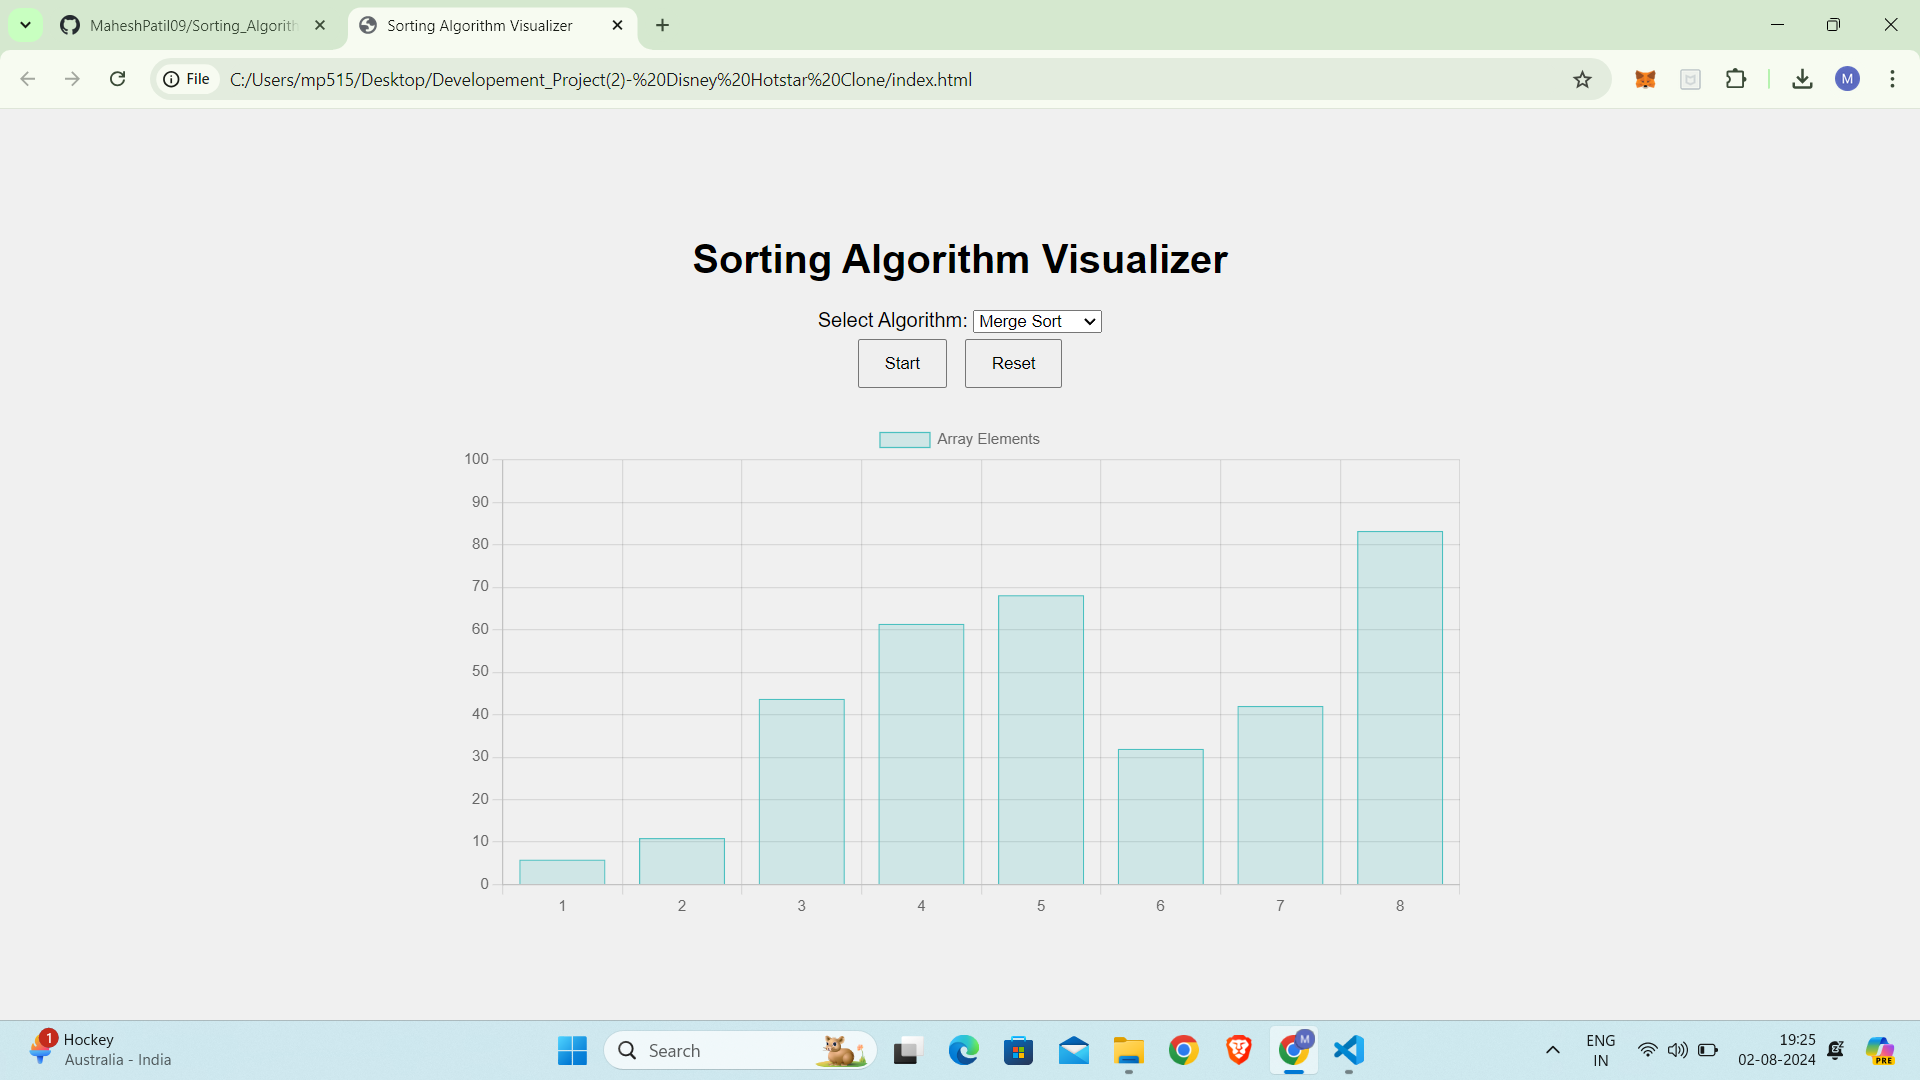 MaheshPatil09/Sorting_Algorith
Sorting Algorithm Visualizer
File
C:/Users/mp515/Desktop/Developement_Project(2)-%20Disney%20Hotstar%20Clone/index.html
M
Sorting Algorithm Visualizer
Select Algorithm: Merge Sort
Start Reset
Array Elements
100
90
80
70
60
50
40
30
20
10
0
1 2 3 4 5 6 7 8
1
Hockey
Australia - India
Search
M
ENG
IN
19:25
02-08-2024
PRE